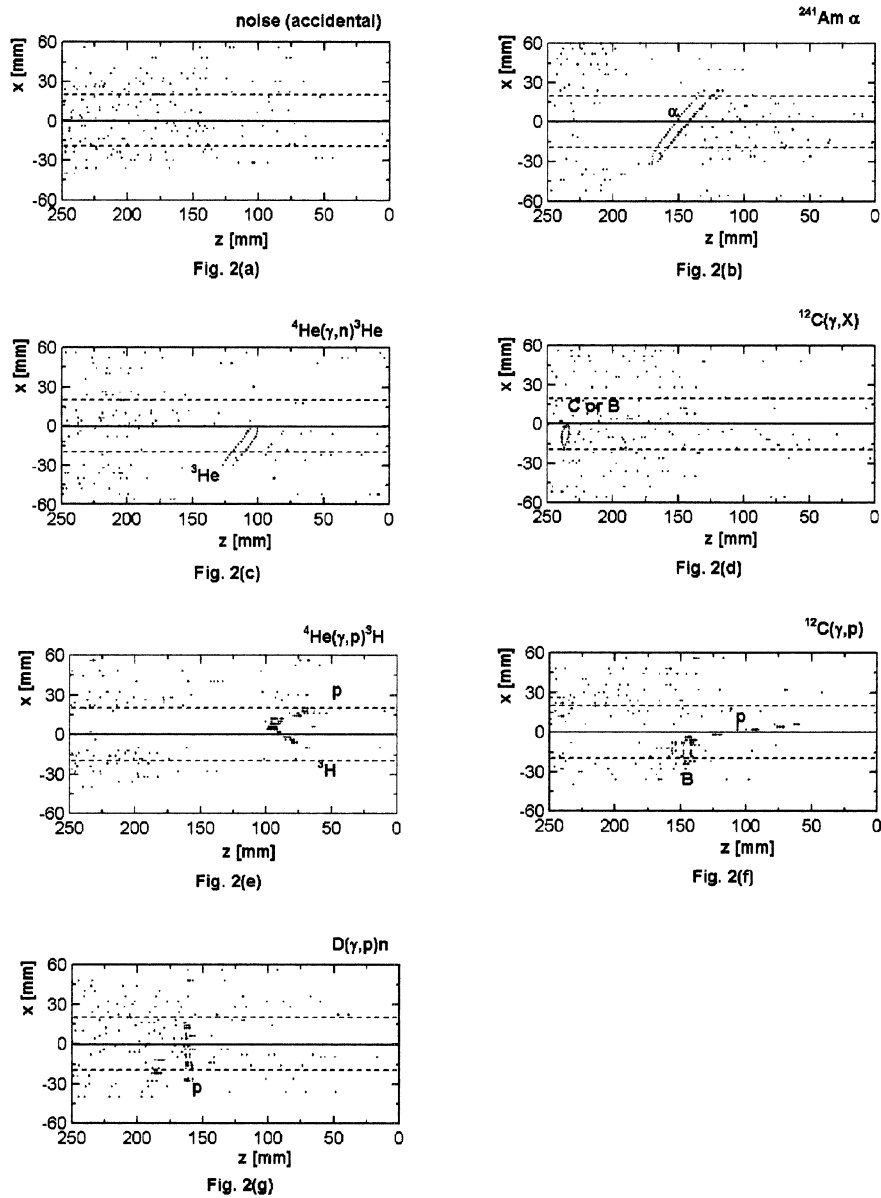 noise (accidental)
x [mm]
60
30
0
-30
-60
250 200 150 100 50 0
z [mm]
Fig. 2(a)
²⁴¹Am α
x [mm]
60
30
0
-30
-60
α
250 200 150 100 50 0
z [mm]
Fig. 2(b)
⁴He(γ,n)³He
x [mm]
60
30
0
-30
-60
³He
250 200 150 100 50 0
z [mm]
Fig. 2(c)
¹²C(γ,X)
x [mm]
60
30
0
-30
-60
C pr B
250 200 150 100 50 0
z [mm]
Fig. 2(d)
⁴He(γ,p)³H
x [mm]
60
30
0
-30
-60
p
³H
250 200 150 100 50 0
z [mm]
Fig. 2(e)
¹²C(γ,p)
x [mm]
60
30
0
-30
-60
p
B
250 200 150 100 50 0
z [mm]
Fig. 2(f)
D(γ,p)n
x [mm]
60
30
0
-30
-60
p
250 200 150 100 50 0
z [mm]
Fig. 2(g)